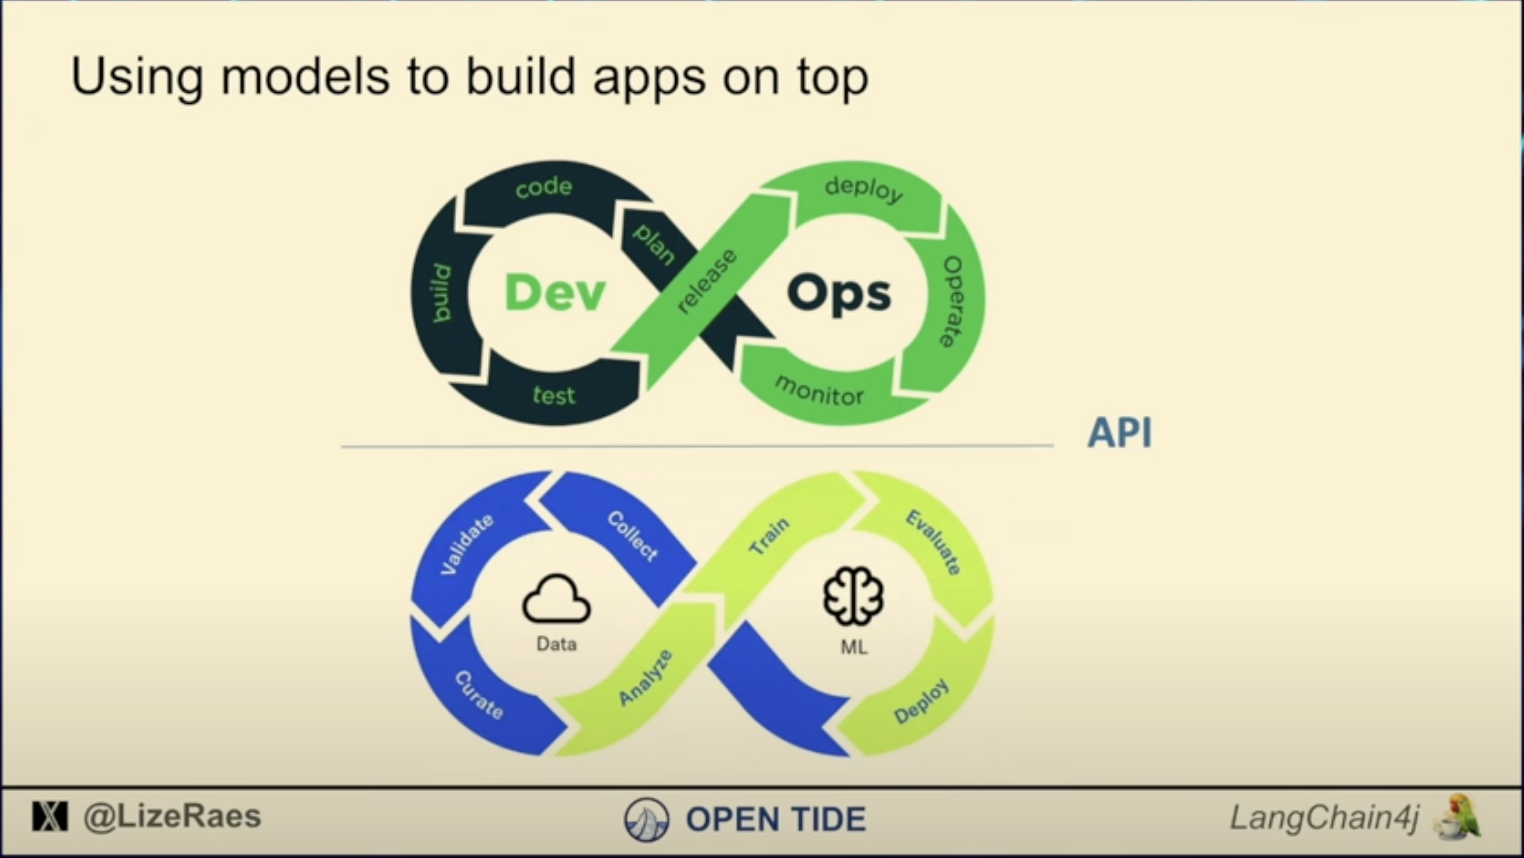 Using models to build apps on top
code
deploy
plan
release
build
Dev
Ops
Operate
test
monitor
API
Validate
Collect
Train
Evaluate
Data
ML
Curate
Analyze
Deploy
@LizeRaes
OPEN TIDE
LangChain4j